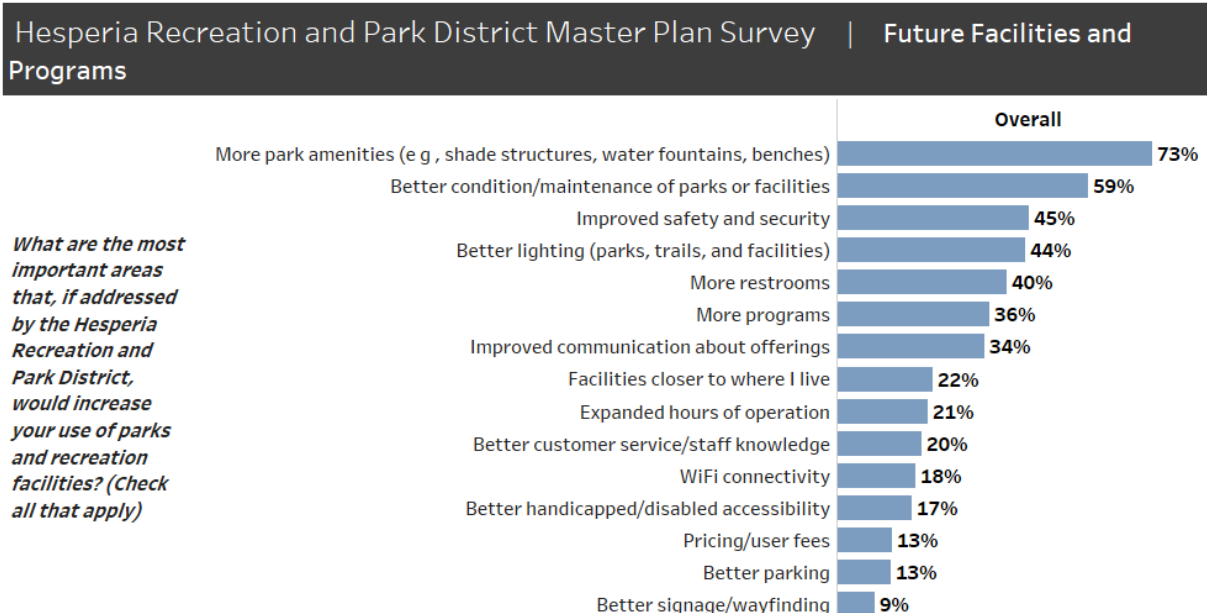 Hesperia Recreation and Park District Master Plan Survey | Future Facilities and
Programs
Overall
What are the most
important areas
that, if addressed
by the Hesperia
Recreation and
Park District,
would increase
your use of parks
and recreation
facilities? (Check
all that apply)
More park amenities (e g , shade structures, water fountains, benches) 73%
Better condition/maintenance of parks or facilities 59%
Improved safety and security 45%
Better lighting (parks, trails, and facilities) 44%
More restrooms 40%
More programs 36%
Improved communication about offerings 34%
Facilities closer to where I live 22%
Expanded hours of operation 21%
Better customer service/staff knowledge 20%
WiFi connectivity 18%
Better handicapped/disabled accessibility 17%
Pricing/user fees 13%
Better parking 13%
Better signage/wayfinding 9%